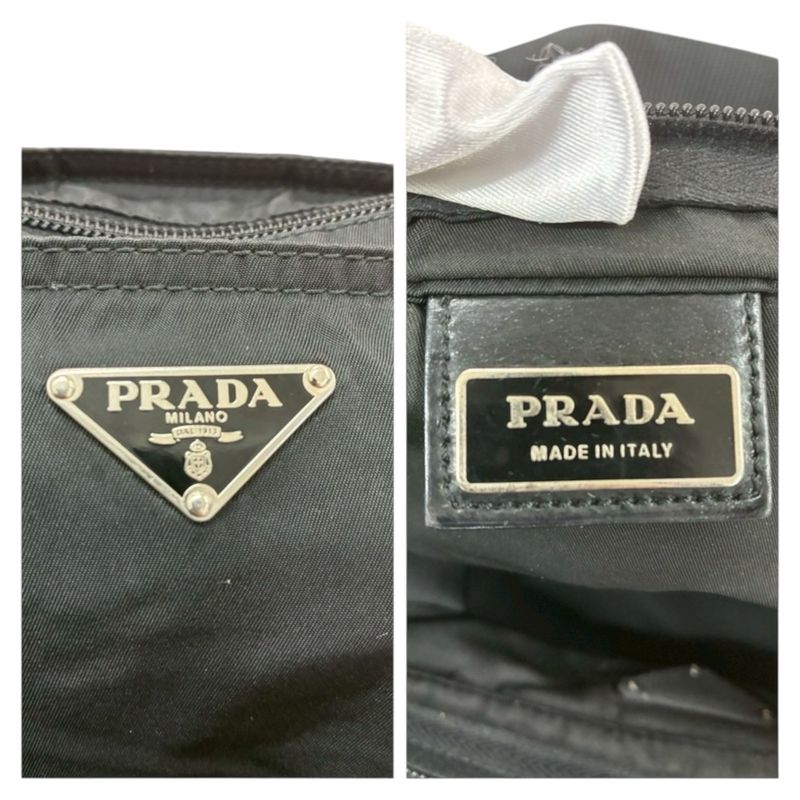 PRADA
MILANO
DAL 1913
PRADA
MADE IN ITALY